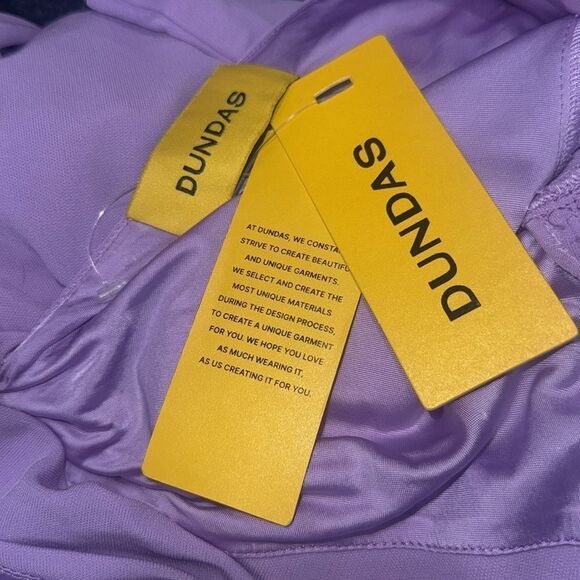 DUNDAS
DUNDAS
AT DUNDAS, WE CONSTA
STRIVE TO CREATE BEAUTIFU
AND UNIQUE GARMENTS.
WE SELECT AND CREATE THE
MOST UNIQUE MATERIALS
DURING THE DESIGN PROCESS,
TO CREATE A UNIQUE GARMENT
FOR YOU. WE HOPE YOU LOVE
AS MUCH WEARING IT,
AS US CREATING IT FOR YOU.